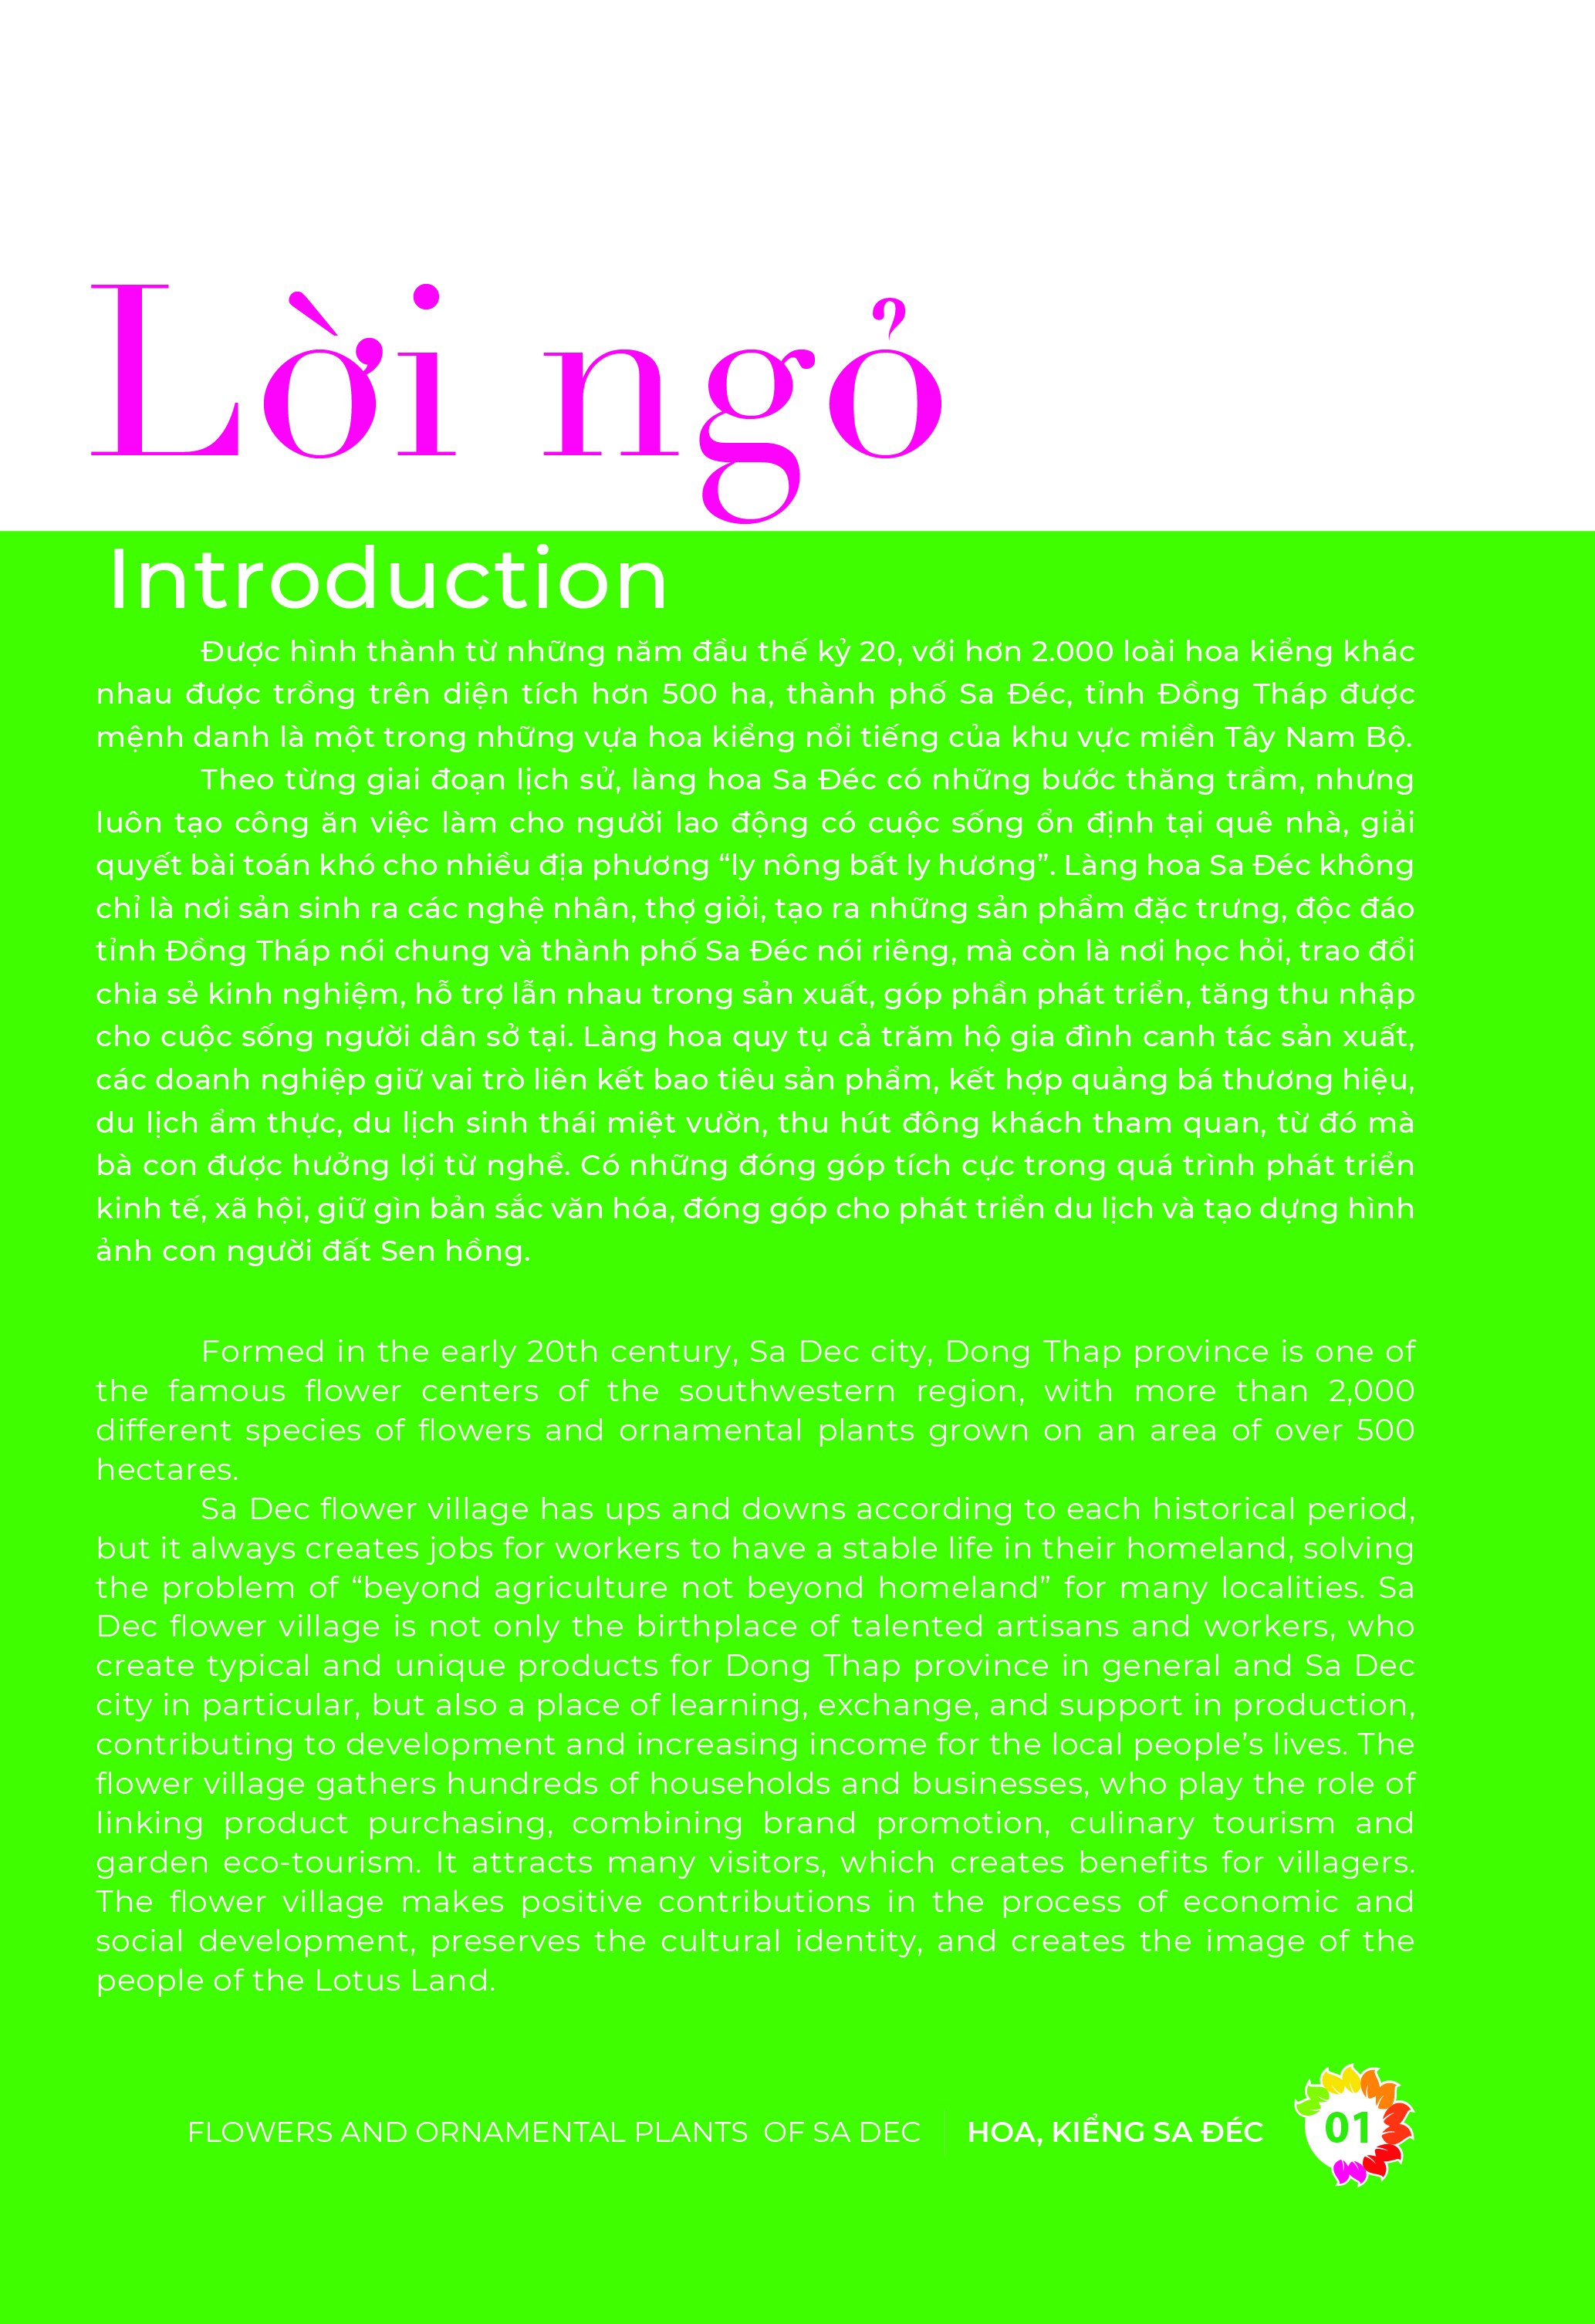 Lời ngỏ
Introduction
Được hình thành từ những năm đầu thế kỷ 20, với hơn 2.000 loài hoa kiểng khác
nhau được trồng trên diện tích hơn 500 ha, thành phố Sa Đéc, tỉnh Đồng Tháp được
mệnh danh là một trong những vựa hoa kiểng nổi tiếng của khu vực miền Tây Nam Bộ.
Theo từng giai đoạn lịch sử, làng hoa Sa Đéc có những bước thăng trầm, nhưng
luôn tạo công ăn việc làm cho người lao động có cuộc sống ổn định tại quê nhà, giải
quyết bài toán khó cho nhiều địa phương “ly nông bất ly hương”. Làng hoa Sa Đéc không
chỉ là nơi sản sinh ra các nghệ nhân, thợ giỏi, tạo ra những sản phẩm đặc trưng, độc đáo
tỉnh Đồng Tháp nói chung và thành phố Sa Đéc nói riêng, mà còn là nơi học hỏi, trao đổi
chia sẻ kinh nghiệm, hỗ trợ lẫn nhau trong sản xuất, góp phần phát triển, tăng thu nhập
cho cuộc sống người dân sở tại. Làng hoa quy tụ cả trăm hộ gia đình canh tác sản xuất,
các doanh nghiệp giữ vai trò liên kết bao tiêu sản phẩm, kết hợp quảng bá thương hiệu,
du lịch ẩm thực, du lịch sinh thái miệt vườn, thu hút đông khách tham quan, từ đó mà
bà con được hưởng lợi từ nghề. Có những đóng góp tích cực trong quá trình phát triển
kinh tế, xã hội, giữ gìn bản sắc văn hóa, đóng góp cho phát triển du lịch và tạo dựng hình
ảnh con người đất Sen hồng.
Formed in the early 20th century, Sa Dec city, Dong Thap province is one of
the famous flower centers of the southwestern region, with more than 2,000
different species of flowers and ornamental plants grown on an area of over 500
hectares.
Sa Dec flower village has ups and downs according to each historical period,
but it always creates jobs for workers to have a stable life in their homeland, solving
the problem of “beyond agriculture not beyond homeland” for many localities. Sa
Dec flower village is not only the birthplace of talented artisans and workers, who
create typical and unique products for Dong Thap province in general and Sa Dec
city in particular, but also a place of learning, exchange, and support in production,
contributing to development and increasing income for the local people’s lives. The
flower village gathers hundreds of households and businesses, who play the role of
linking product purchasing, combining brand promotion, culinary tourism and
garden eco-tourism. It attracts many visitors, which creates benefits for villagers.
The flower village makes positive contributions in the process of economic and
social development, preserves the cultural identity, and creates the image of the
people of the Lotus Land.
FLOWERS AND ORNAMENTAL PLANTS OF SA DEC HOA, KIỂNG SA ĐÉC 01